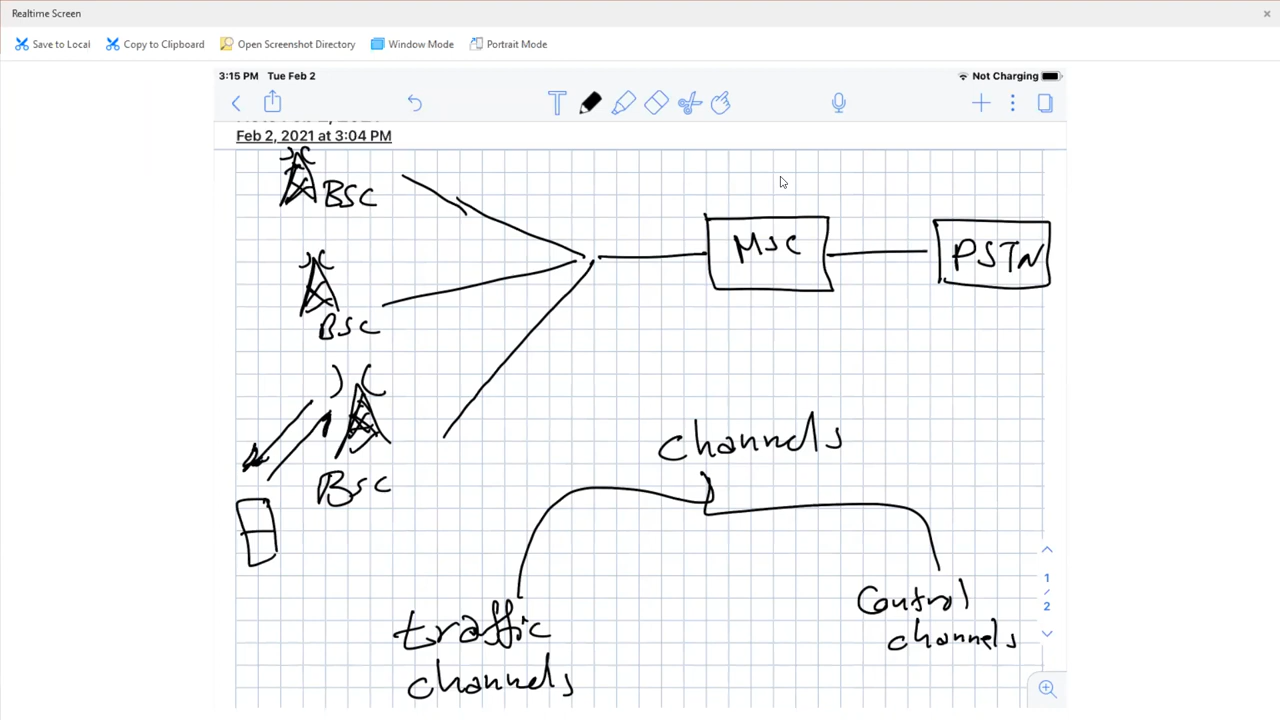 Realtime Screen
Save to Local Copy to Clipboard Open Screenshot Directory Window Mode Portrait Mode
3:15 PM Tue Feb 2 Not Charging
Feb 2, 2021 at 3:04 PM
BSC
MSC
PSTN
BSC
BSC
channels
traffic
channels
Control
channels
1
/
2